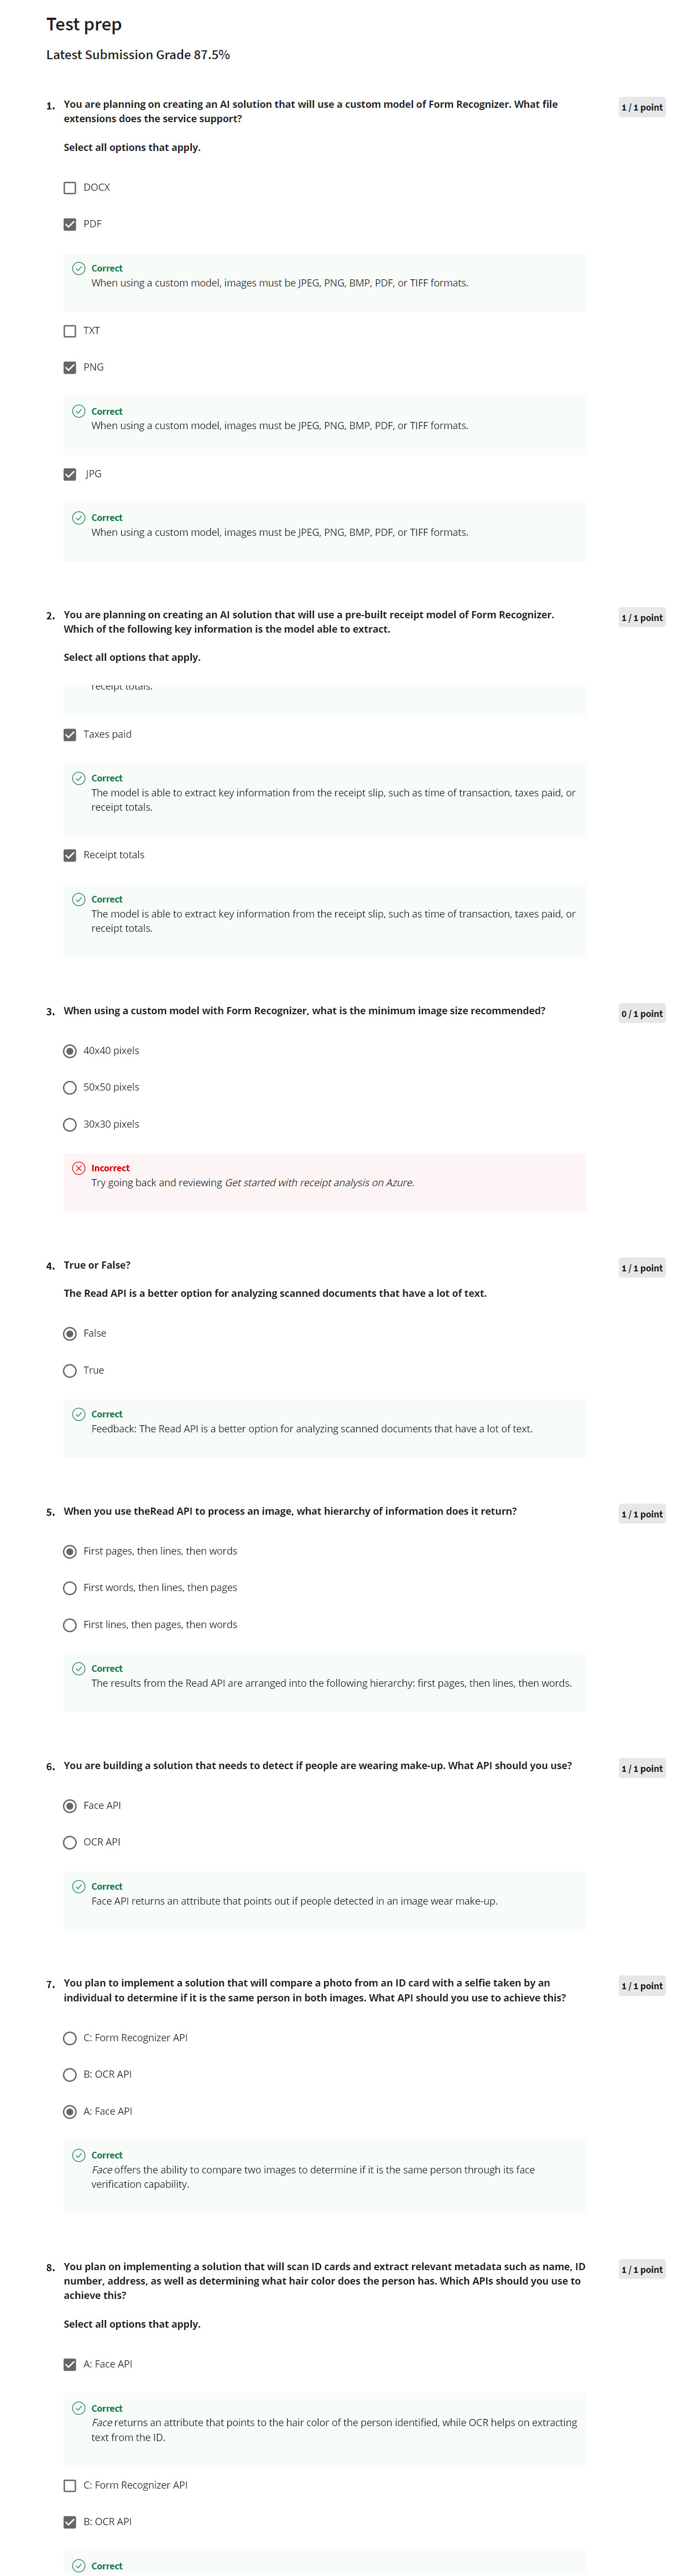 Test prep
Latest Submission Grade 87.5%
1. You are planning on creating an AI solution that will use a custom model of Form Recognizer. What file
extensions does the service support?
1 / 1 point
Select all options that apply.
DOCX
PDF
Correct
When using a custom model, images must be JPEG, PNG, BMP, PDF, or TIFF formats.
TXT
PNG
Correct
When using a custom model, images must be JPEG, PNG, BMP, PDF, or TIFF formats.
JPG
Correct
When using a custom model, images must be JPEG, PNG, BMP, PDF, or TIFF formats.
2. You are planning on creating an AI solution that will use a pre-built receipt model of Form Recognizer.
Which of the following key information is the model able to extract.
1 / 1 point
Select all options that apply.
receipt totals.
Taxes paid
Correct
The model is able to extract key information from the receipt slip, such as time of transaction, taxes paid, or
receipt totals.
Receipt totals
Correct
The model is able to extract key information from the receipt slip, such as time of transaction, taxes paid, or
receipt totals.
3. When using a custom model with Form Recognizer, what is the minimum image size recommended?
0 / 1 point
40x40 pixels
50x50 pixels
30x30 pixels
Incorrect
Try going back and reviewing Get started with receipt analysis on Azure.
4. True or False?
1 / 1 point
The Read API is a better option for analyzing scanned documents that have a lot of text.
False
True
Correct
Feedback: The Read API is a better option for analyzing scanned documents that have a lot of text.
5. When you use theRead API to process an image, what hierarchy of information does it return?
1 / 1 point
First pages, then lines, then words
First words, then lines, then pages
First lines, then pages, then words
Correct
The results from the Read API are arranged into the following hierarchy: first pages, then lines, then words.
6. You are building a solution that needs to detect if people are wearing make-up. What API should you use?
1 / 1 point
Face API
OCR API
Correct
Face API returns an attribute that points out if people detected in an image wear make-up.
7. You plan to implement a solution that will compare a photo from an ID card with a selfie taken by an
individual to determine if it is the same person in both images. What API should you use to achieve this?
1 / 1 point
C: Form Recognizer API
B: OCR API
A: Face API
Correct
Face offers the ability to compare two images to determine if it is the same person through its face
verification capability.
8. You plan on implementing a solution that will scan ID cards and extract relevant metadata such as name, ID
number, address, as well as determining what hair color does the person has. Which APIs should you use to
achieve this?
1 / 1 point
Select all options that apply.
A: Face API
Correct
Face returns an attribute that points to the hair color of the person identified, while OCR helps on extracting
text from the ID.
C: Form Recognizer API
B: OCR API
Correct